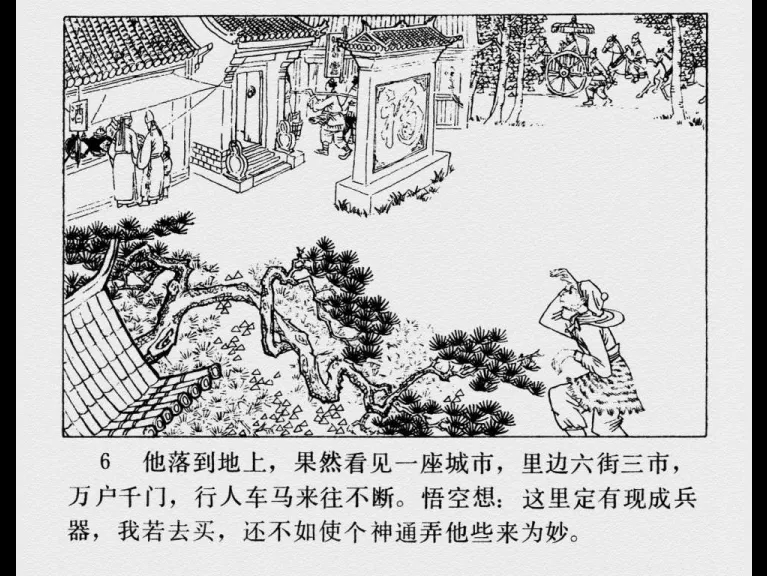 酒
福
6 他落到地上，果然看见一座城市，里边六街三市，
万户千门，行人车马来往不断。悟空想：这里定有现成兵
器，我若去买，还不如使个神通弄他些来为妙。